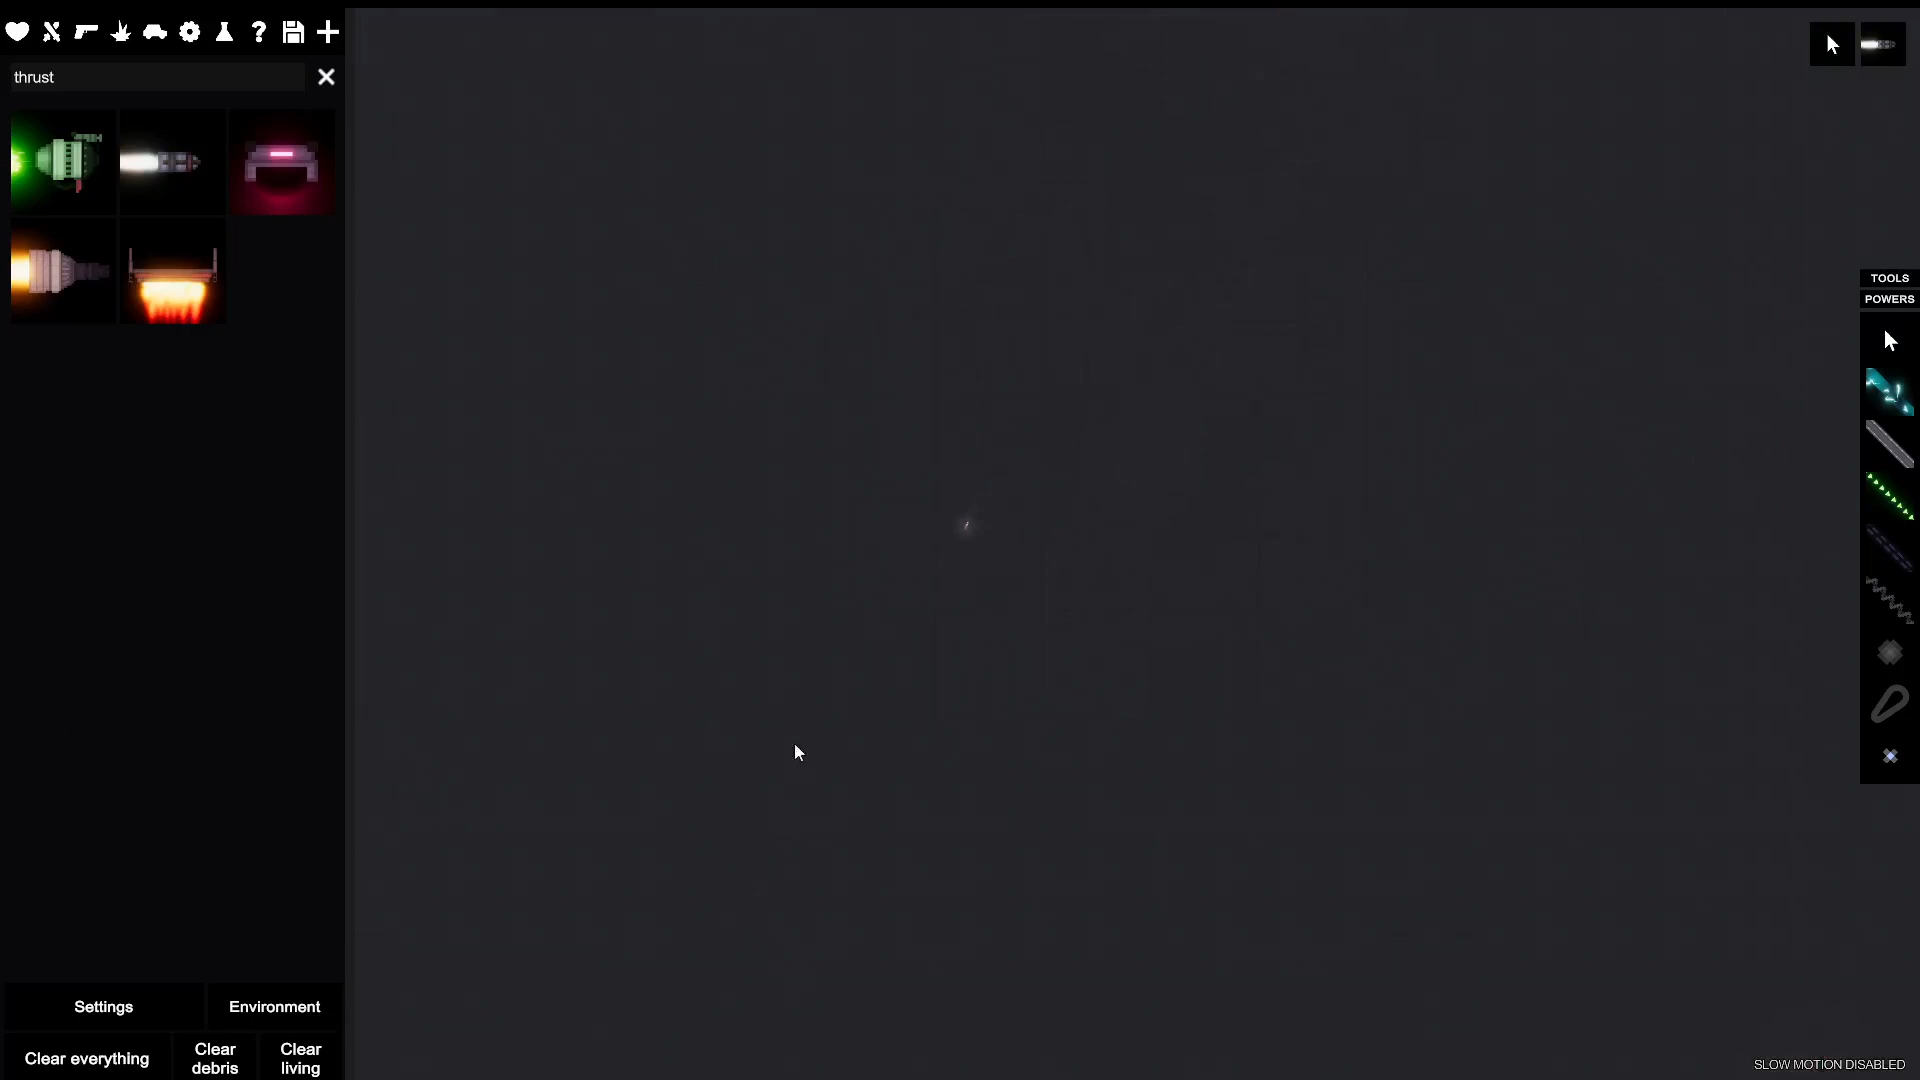 thrust
TOOLS
POWERS
Settings
Environment
Clear everything
Clear
debris
Clear
living
SLOW MOTION DISABLED